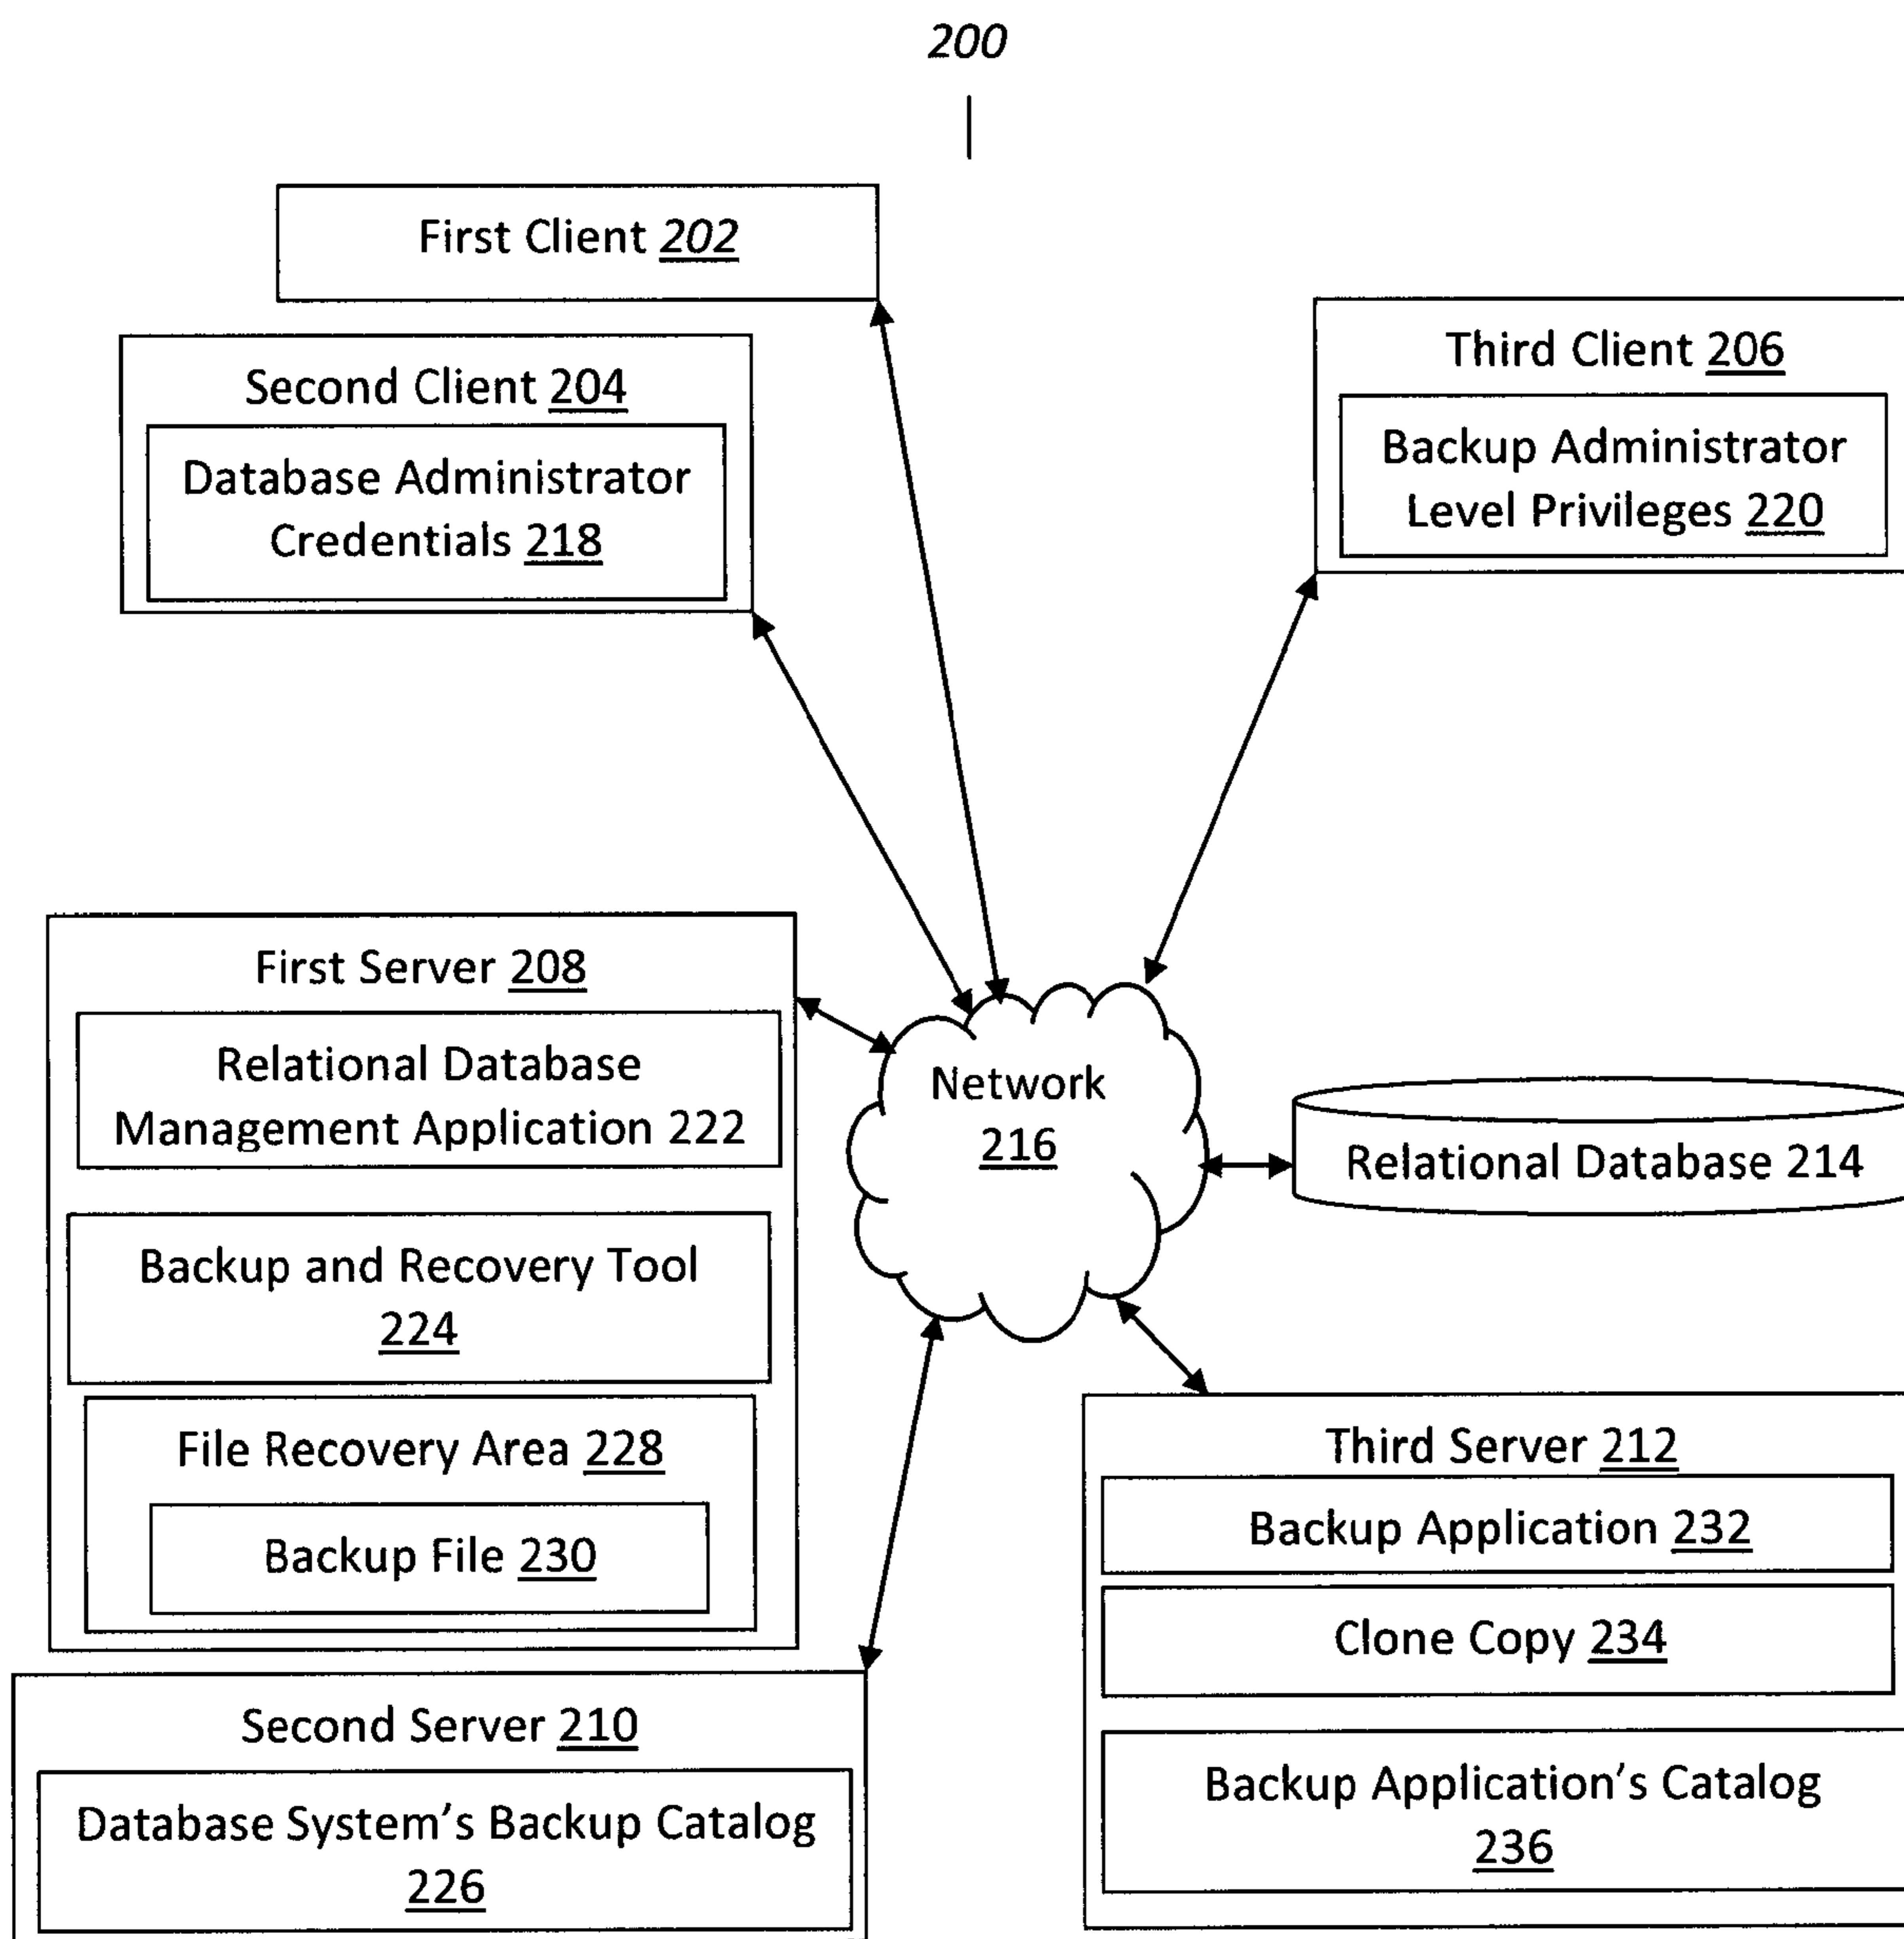 200
First Client 202
Second Client 204
Database Administrator
Credentials 218
Third Client 206
Backup Administrator
Level Privileges 220
First Server 208
Relational Database
Management Application 222
Backup and Recovery Tool
224
File Recovery Area 228
Backup File 230
Network
216
Relational Database 214
Second Server 210
Database System's Backup Catalog
226
Third Server 212
Backup Application 232
Clone Copy 234
Backup Application's Catalog
236